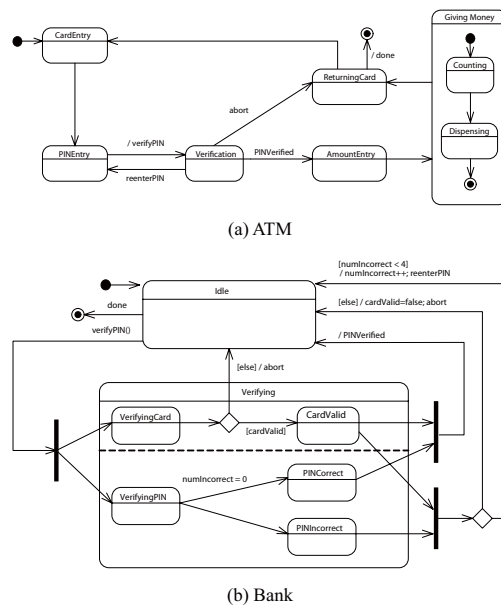 Giving Money
CardEntry
/ done
Counting
ReturningCard
abort
Dispensing
/ verifyPIN
PINEntry
Verification
PINVerified
AmountEntry
reenterPIN
(a) ATM
[numIncorrect < 4]
/ numIncorrect++; reenterPIN
Idle
[else] / cardValid=false; abort
done
verifyPIN()
/ PINVerified
[else] / abort
Verifying
VerifyingCard
CardValid
[cardValid]
PINCorrect
numIncorrect = 0
VerifyingPIN
PINIncorrect
(b) Bank